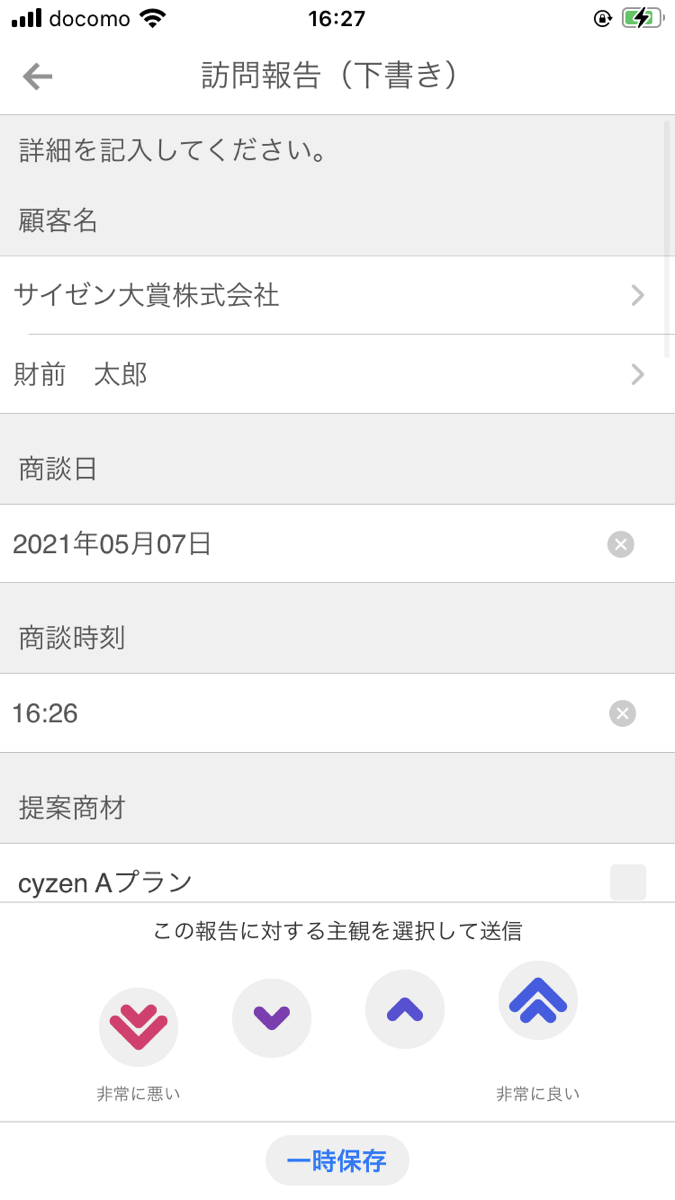 docomo 16:27
訪問報告（下書き）
詳細を記入してください。
顧客名
サイゼン大賞株式会社
財前　太郎
商談日
2021年05月07日
商談時刻
16:26
提案商材
cyzen Aプラン
この報告に対する主観を選択して送信
非常に悪い 非常に良い
一時保存